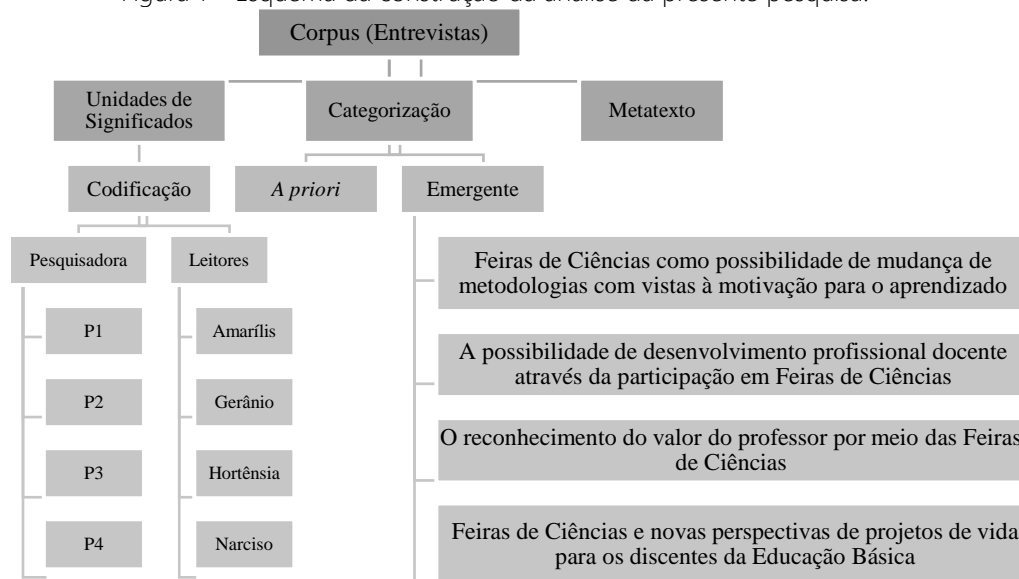 Figura 1 - Esquema da construção da análise da presente pesquisa.
Corpus (Entrevistas)
Unidades de
Significados
Categorização
Metatexto
Codificação
A priori
Emergente
Pesquisadora
Leitores
P1
Amarílis
P2
Gerânio
P3
Hortênsia
P4
Narciso
Feiras de Ciências como possibilidade de mudança de
metodologias com vistas à motivação para o aprendizado
A possibilidade de desenvolvimento profissional docente
através da participação em Feiras de Ciências
O reconhecimento do valor do professor por meio das Feiras
de Ciências
Feiras de Ciências e novas perspectivas de projetos de vida
para os discentes da Educação Básica